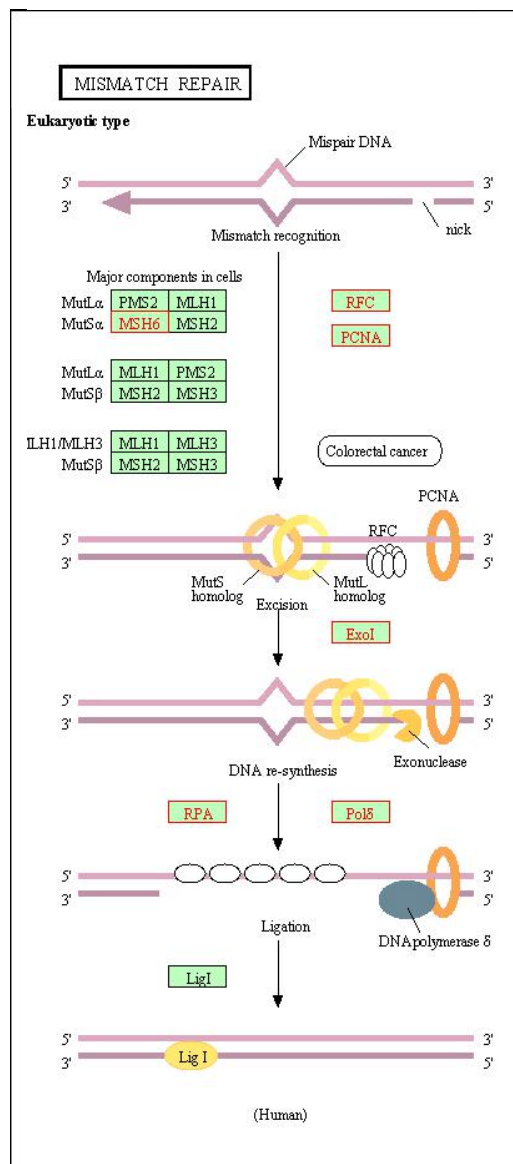 MISMATCH REPAIR
Eukaryotic type
Mispair DNA
5' 3'
3' 5'
nick
Mismatch recognition
Major components in cells
MutLα PMS2 MLH1
MutSα MSH6 MSH2
RFC
PCNA
MutLα MLH1 PMS2
MutSβ MSH2 MSH3
ILH1/MLH3 MLH1 MLH3
MutSβ MSH2 MSH3
Colorectal cancer
PCNA
RFC
5' 3'
3' 5'
MutS homolog
MutL homolog
Excision
ExoI
5' 3'
3' 5'
Exonuclease
DNA re-synthesis
RPA Polδ
5' 3'
3' 5'
DNA polymerase δ
Ligation
LigI
5' 3'
3' Lig I 5'
(Human)